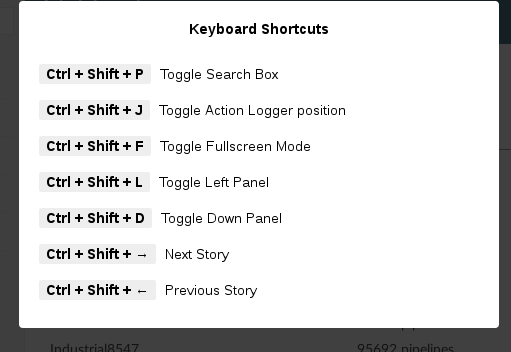 Keyboard Shortcuts
Ctrl + Shift + P Toggle Search Box
Ctrl + Shift + J Toggle Action Logger position
Ctrl + Shift + F Toggle Fullscreen Mode
Ctrl + Shift + L Toggle Left Panel
Ctrl + Shift + D Toggle Down Panel
Ctrl + Shift + → Next Story
Ctrl + Shift + ← Previous Story
Industrial8547 95692 pipelines